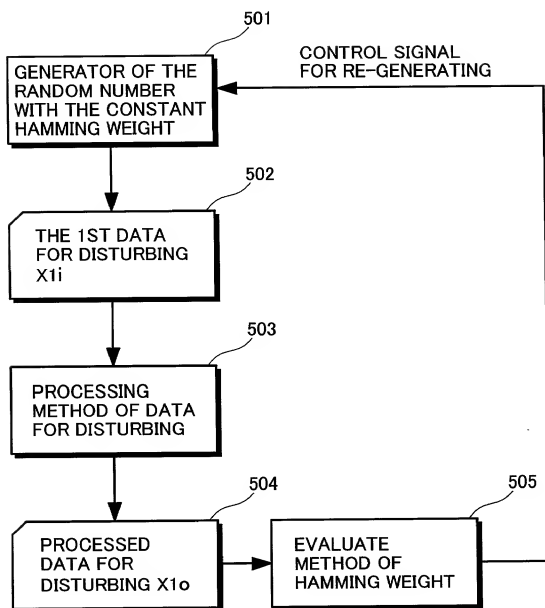 501
GENERATOR OF THE
RANDOM NUMBER
WITH THE CONSTANT
HAMMING WEIGHT
CONTROL SIGNAL
FOR RE-GENERATING
502
THE 1ST DATA
FOR DISTURBING
X1i
503
PROCESSING
METHOD OF DATA
FOR DISTURBING
504
PROCESSED
DATA FOR
DISTURBING X1o
505
EVALUATE
METHOD OF
HAMMING WEIGHT